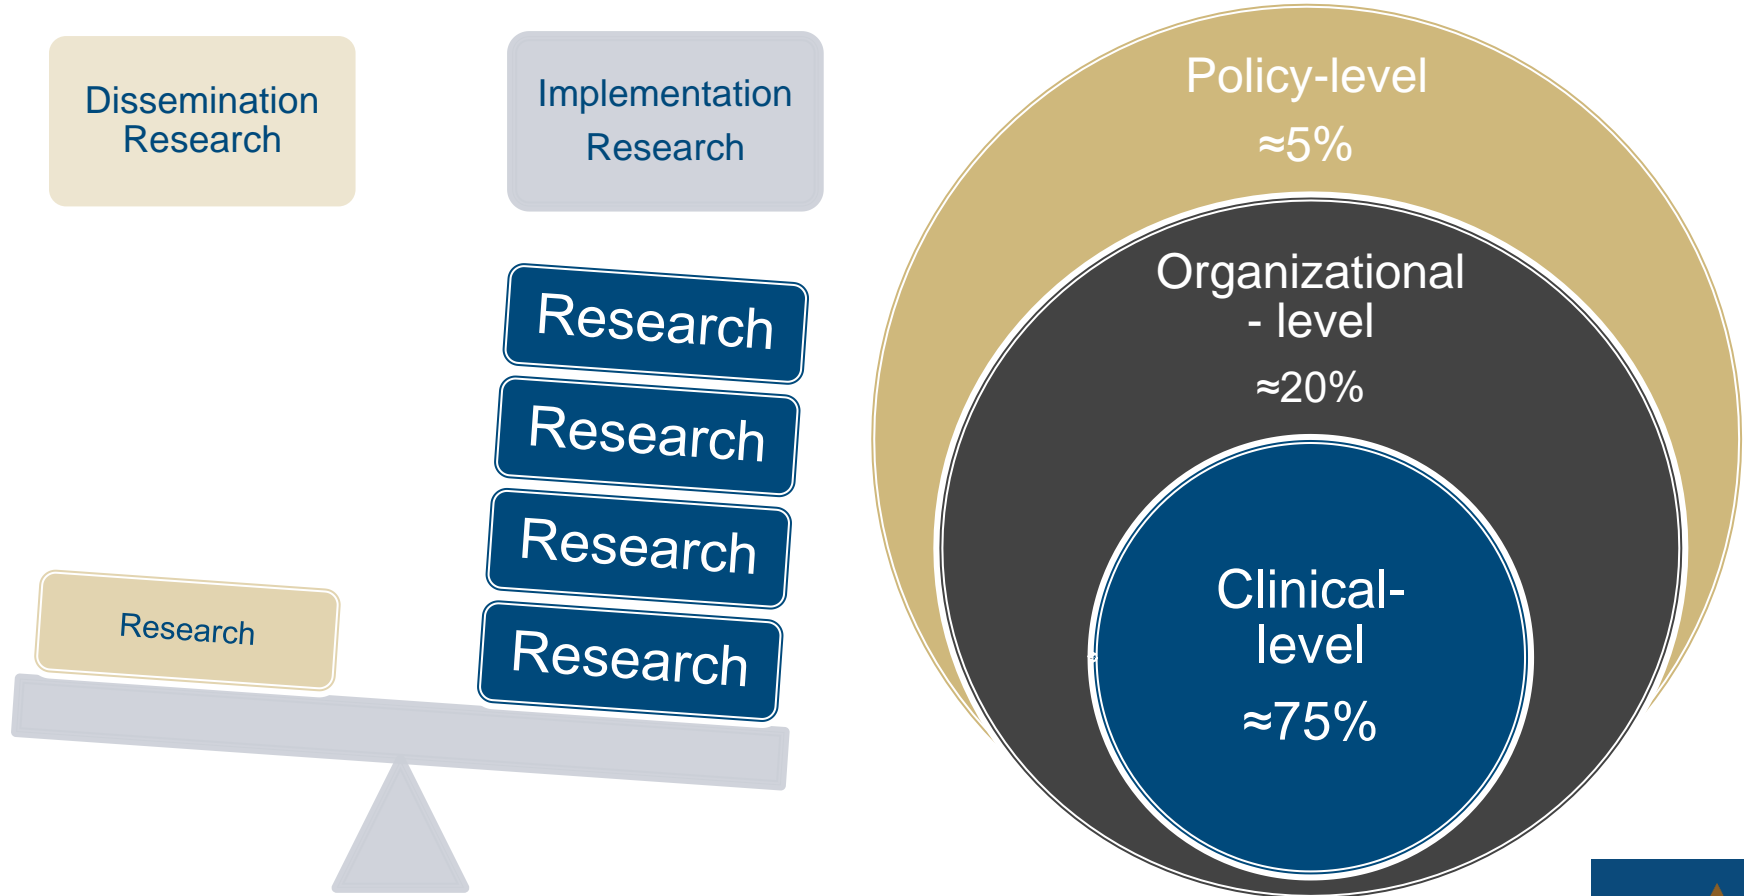 Dissemination
Research
Implementation
Research
Research
Research
Research
Research
Research
Policy-level
≈5%
Organizational
- level
≈20%
Clinical-
level
≈75%